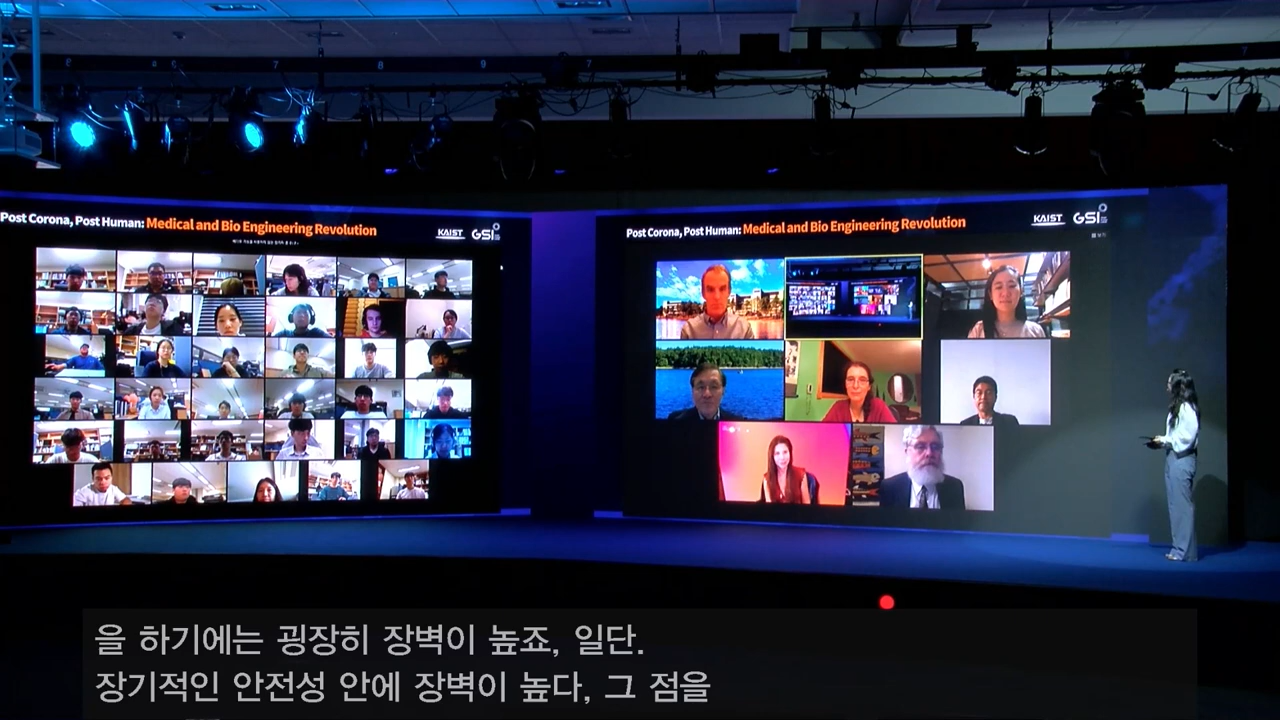 Post Corona, Post Human: Medical and Bio Engineering Revolution
KAIST GSI
Post Corona, Post Human: Medical and Bio Engineering Revolution
KAIST GSI
을 하기에는 굉장히 장벽이 높죠, 일단.
장기적인 안전성 안에 장벽이 높다, 그 점을